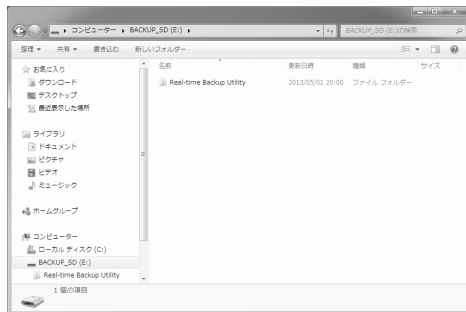 コンピューター ▸ BACKUP_SD (E:) ▸
BACKUP_SD (E:)の検索
整理 ▼ 共有 ▼ 書き込む 新しいフォルダー
名前 更新日時 種類 サイズ
Real-time Backup Utility 2013/05/01 20:00 ファイル フォルダー
お気に入り
ダウンロード
デスクトップ
最近表示した場所
ライブラリ
ドキュメント
ピクチャ
ビデオ
ミュージック
ホームグループ
コンピューター
ローカル ディスク (C:)
BACKUP_SD (E:)
Real-time Backup Utility
1 個の項目